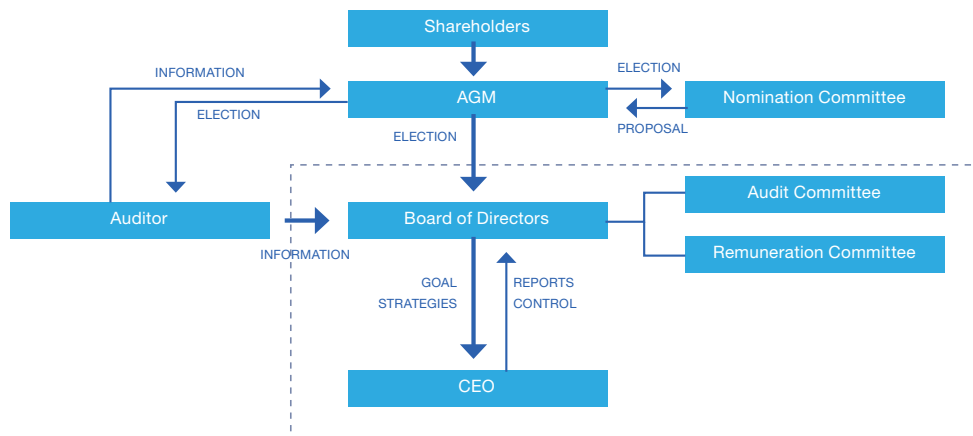 Shareholders
INFORMATION
ELECTION
AGM
Nomination Committee
ELECTION
PROPOSAL
ELECTION
Audit Committee
Auditor
Board of Directors
INFORMATION
Remuneration Committee
GOAL
STRATEGIES
REPORTS
CONTROL
CEO